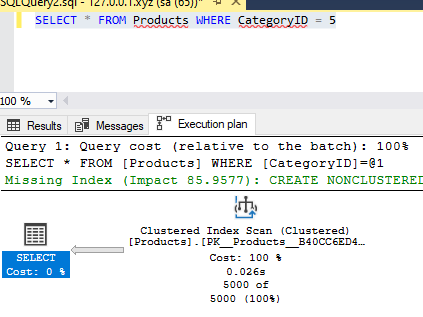 SQLQuery2.sql - 127.0.0.1.xyz (sa (65))*
SELECT * FROM Products WHERE CategoryID = 5
100 %
Results Messages Execution plan
Query 1: Query cost (relative to the batch): 100%
SELECT * FROM [Products] WHERE [CategoryID]=@1
Missing Index (Impact 85.9577): CREATE NONCLUSTERED
Clustered Index Scan (Clustered)
[Products].[PK__Products__B40CC6ED4…
SELECT
Cost: 0 %
Cost: 100 %
0.026s
5000 of
5000 (100%)